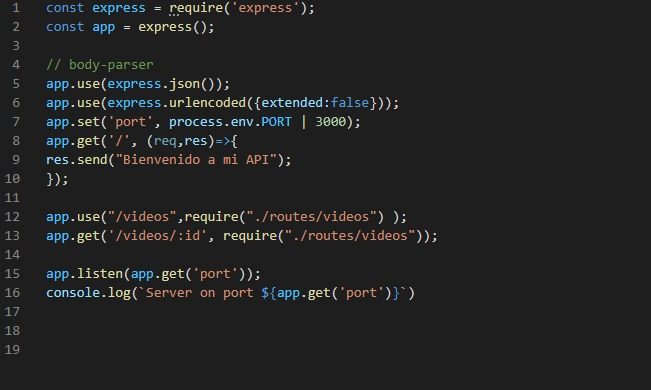 1 const express = require('express');
2 const app = express();
3
4 // body-parser
5 app.use(express.json());
6 app.use(express.urlencoded({extended:false}));
7 app.set('port', process.env.PORT | 3000);
8 app.get('/', (req,res)=>{
9 res.send("Bienvenido a mi API");
10 });
11
12 app.use("/videos",require("./routes/videos") );
13 app.get('/videos/:id', require("./routes/videos"));
14
15 app.listen(app.get('port'));
16 console.log(`Server on port ${app.get('port')}`)
17
18
19